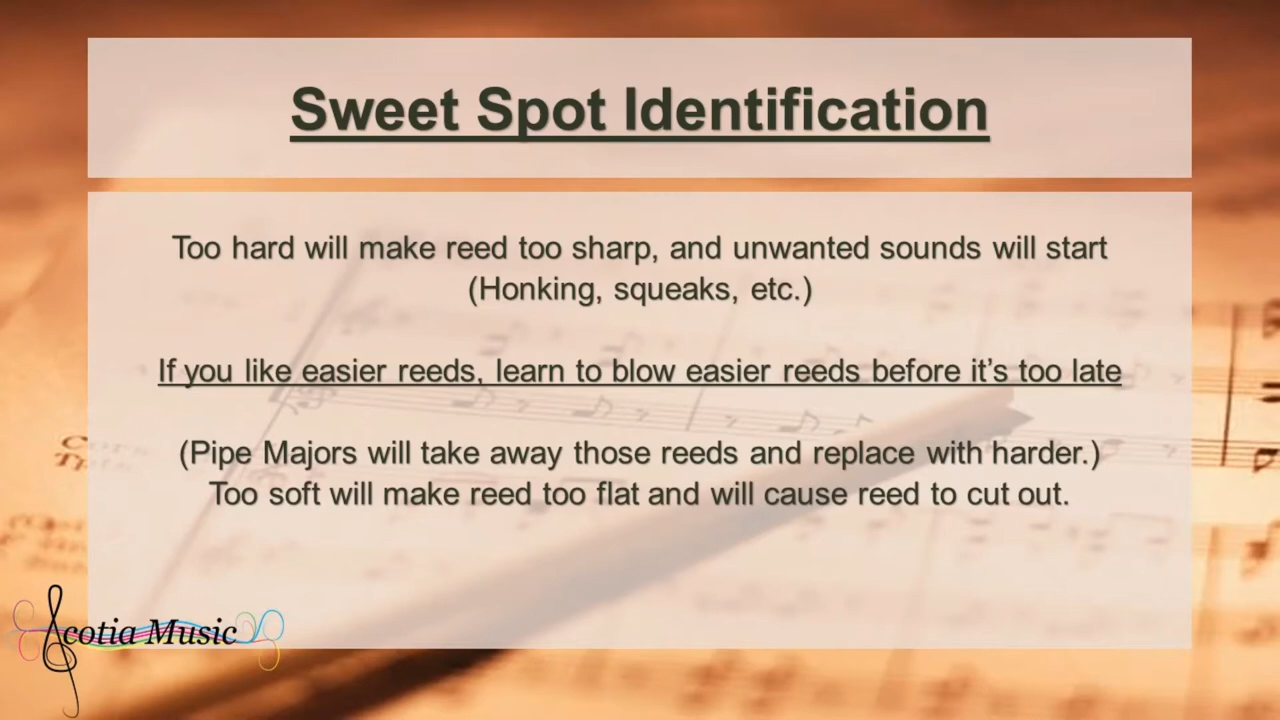 Sweet Spot Identification
Too hard will make reed too sharp, and unwanted sounds will start
(Honking, squeaks, etc.)
If you like easier reeds, learn to blow easier reeds before it’s too late
(Pipe Majors will take away those reeds and replace with harder.)
Too soft will make reed too flat and will cause reed to cut out.
Scotia Music